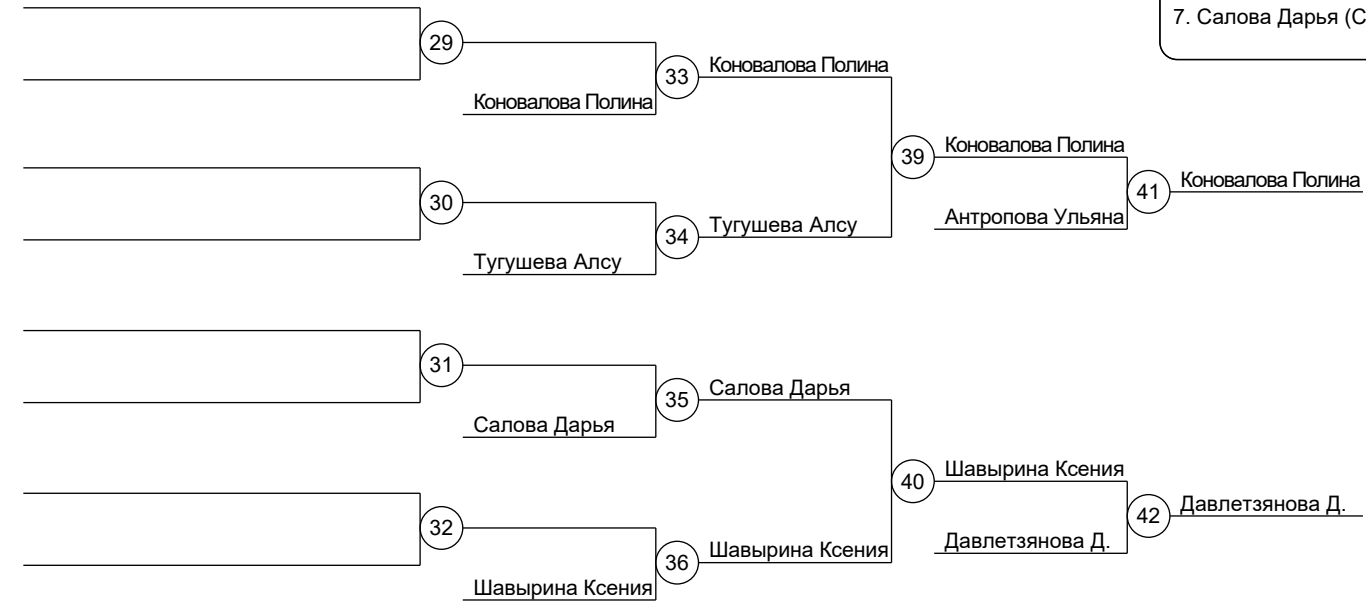 7. Салова Дарья (С
29
33
Коновалова Полина
Коновалова Полина
39
Коновалова Полина
41
Коновалова Полина
30
34
Тугушева Алсу
Антропова Ульяна
Тугушева Алсу
31
35
Салова Дарья
Салова Дарья
40
Шавырина Ксения
42
Давлетзянова Д.
32
36
Шавырина Ксения
Давлетзянова Д.
Шавырина Ксения